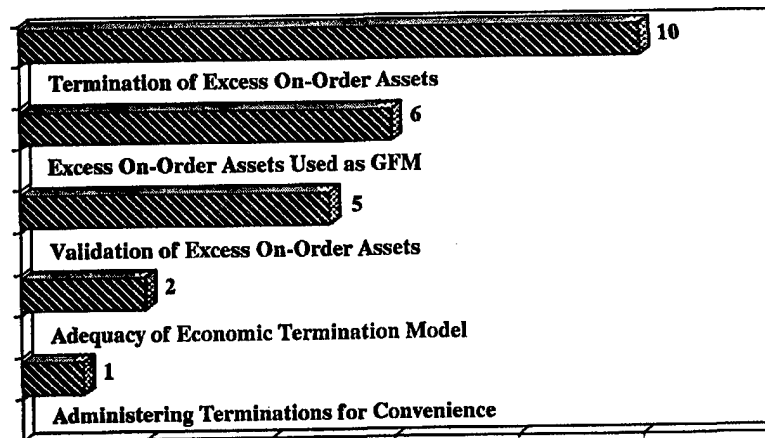 10
Termination of Excess On-Order Assets
6
Excess On-Order Assets Used as GFM
5
Validation of Excess On-Order Assets
2
Adequacy of Economic Termination Model
1
Administering Terminations for Convenience